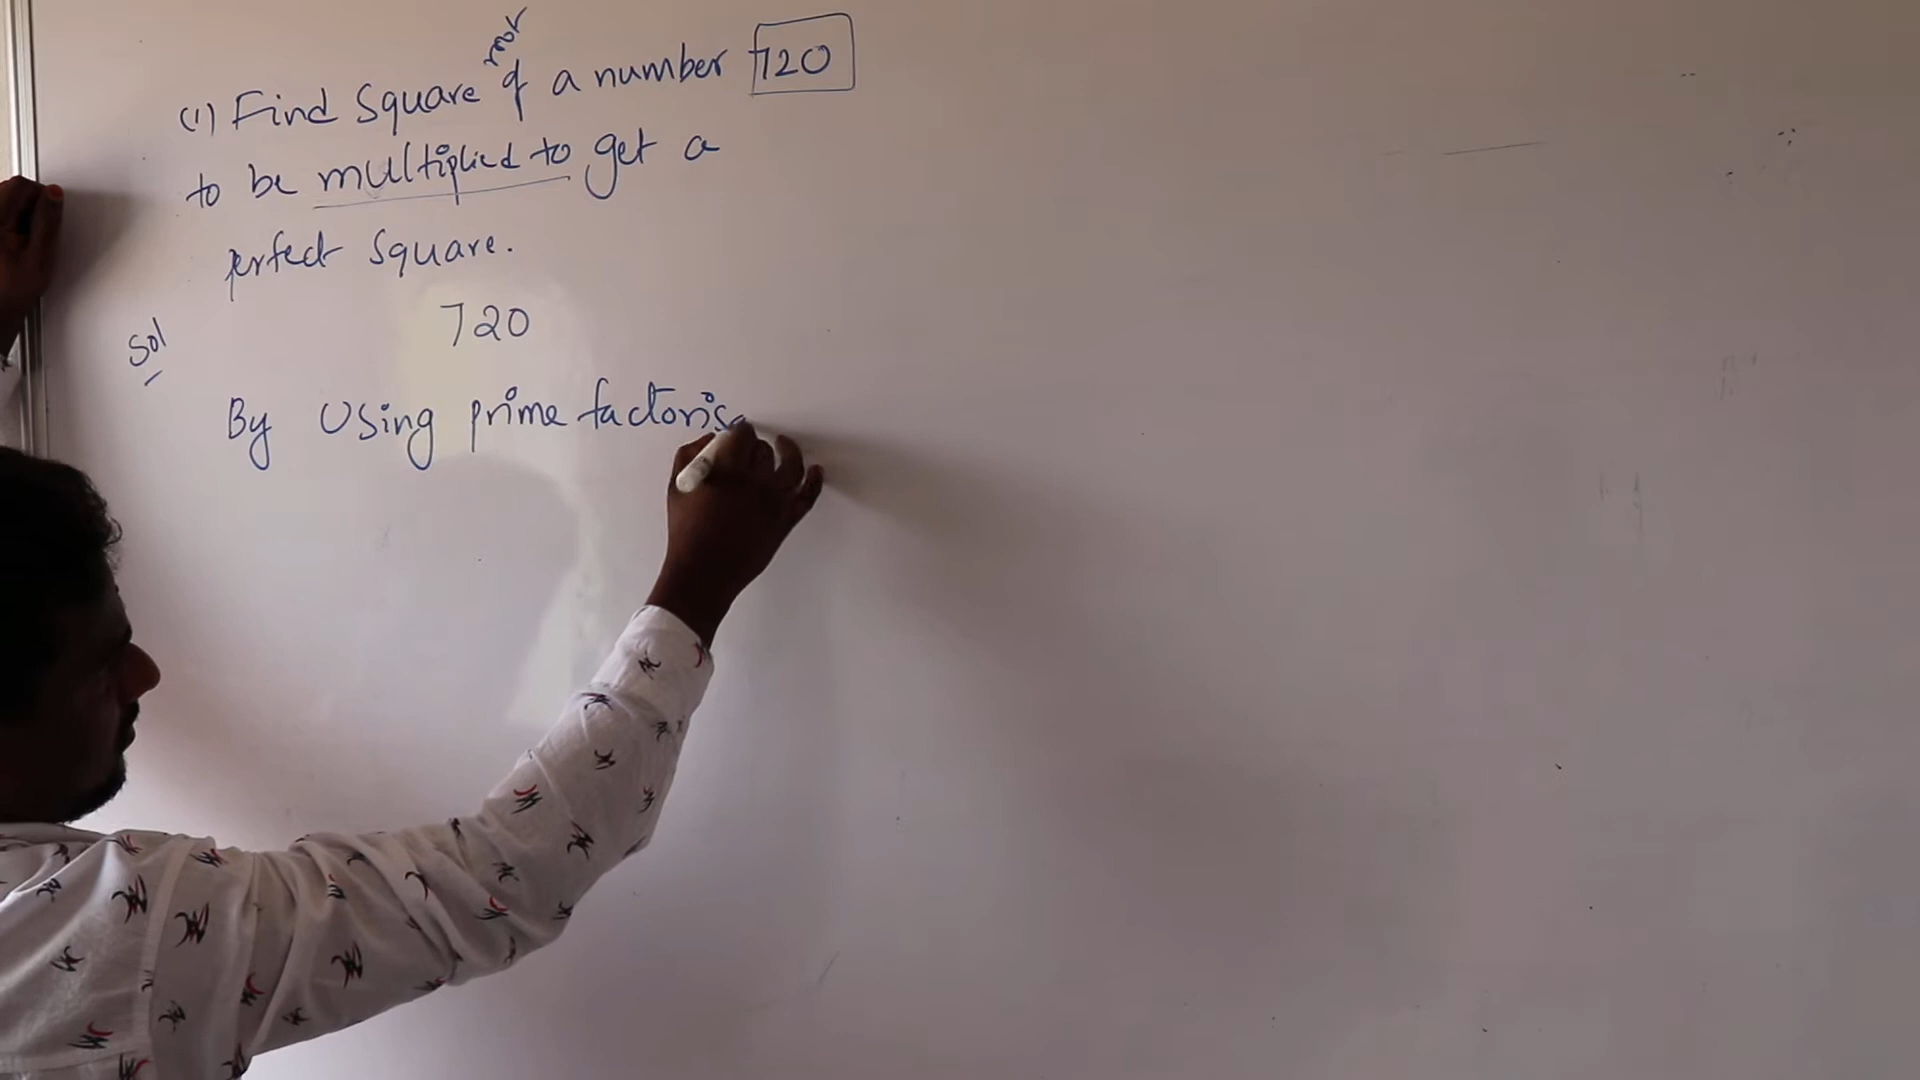 (1) Find Square root of a number 720
to be multiplied to get a
perfect Square.
Sol
720
By Using prime factorisa